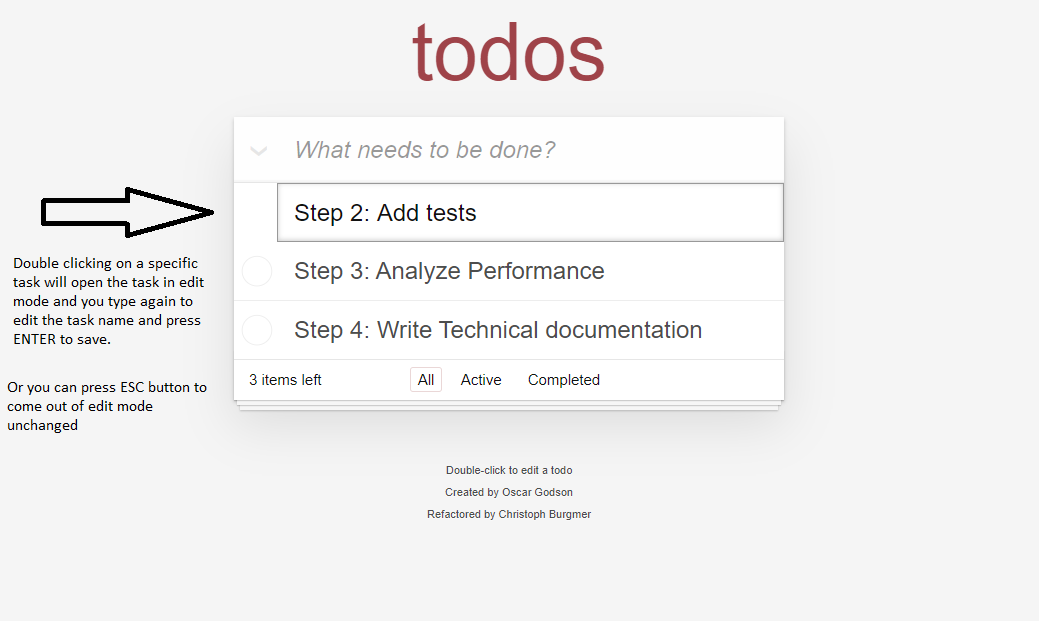 todos
What needs to be done?
Step 2: Add tests
Step 3: Analyze Performance
Step 4: Write Technical documentation
3 items left All Active Completed
Double clicking on a specific
task will open the task in edit
mode and you type again to
edit the task name and press
ENTER to save.
Or you can press ESC button to
come out of edit mode
unchanged
Double-click to edit a todo
Created by Oscar Godson
Refactored by Christoph Burgmer